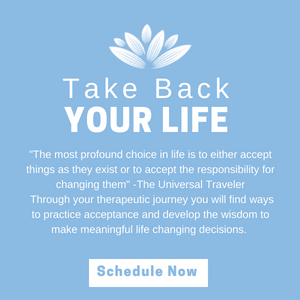 Take Back
YOUR LIFE
"The most profound choice in life is to either accept
things as they exist or to accept the responsibility for
changing them" -The Universal Traveler
Through your therapeutic journey you will find ways
to practice acceptance and develop the wisdom to
make meaningful life changing decisions.
Schedule Now